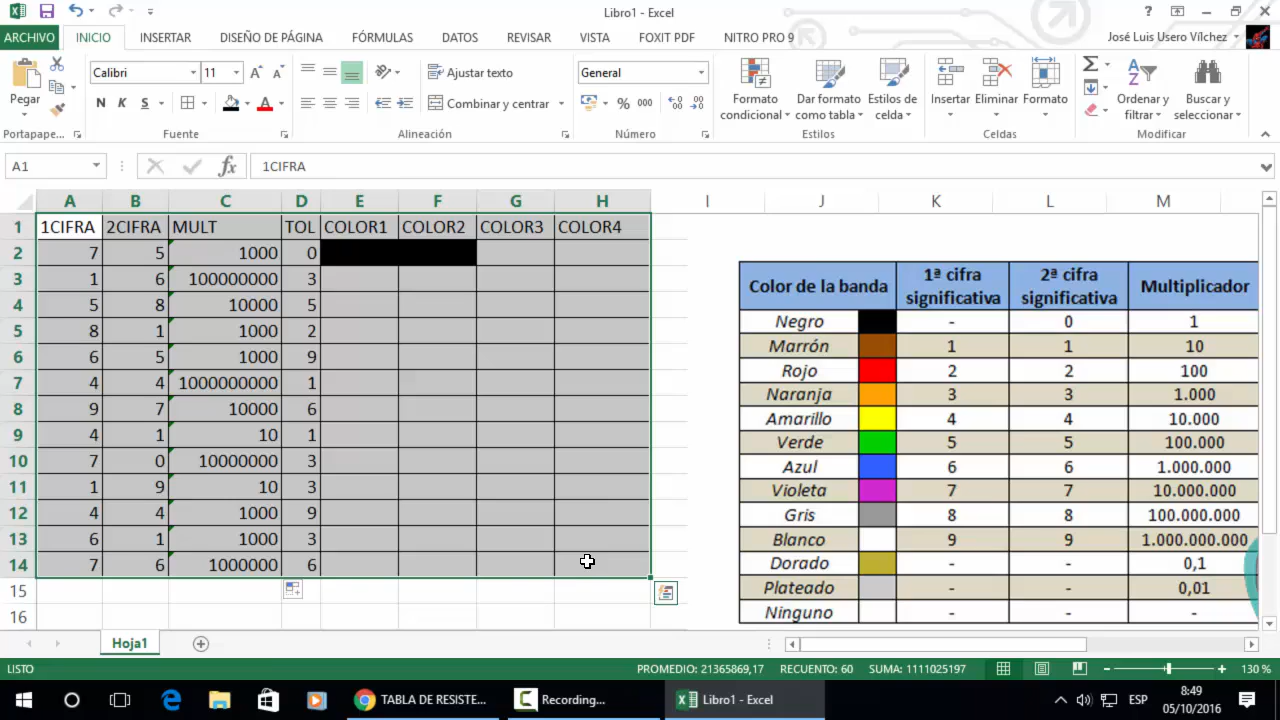 Libro1 - Excel
ARCHIVO INICIO INSERTAR DISEÑO DE PÁGINA FÓRMULAS DATOS REVISAR VISTA FOXIT PDF NITRO PRO 9 José Luis Usero Vílchez
Pegar
Portapape...
Calibri 11
N K S
Fuente
Ajustar texto
Combinar y centrar
Alineación
General
% 000
Número
Formato condicional
Dar formato como tabla
Estilos de celda
Estilos
Insertar Eliminar Formato
Celdas
Ordenar y filtrar
Buscar y seleccionar
Modificar
A1 fx 1CIFRA
A B C D E F G H I J K L M
1 1CIFRA 2CIFRA MULT TOL COLOR1 COLOR2 COLOR3 COLOR4
2 7 5 1000 0
3 1 6 100000000 3
4 5 8 10000 5
5 8 1 1000 2
6 6 5 1000 9
7 4 4 1000000000 1
8 9 7 10000 6
9 4 1 10 1
10 7 0 10000000 3
11 1 9 10 3
12 4 4 1000 9
13 6 1 1000 3
14 7 6 1000000 6
15
16
Color de la banda 1ª cifra significativa 2ª cifra significativa Multiplicador
Negro - 0 1
Marrón 1 1 10
Rojo 2 2 100
Naranja 3 3 1.000
Amarillo 4 4 10.000
Verde 5 5 100.000
Azul 6 6 1.000.000
Violeta 7 7 10.000.000
Gris 8 8 100.000.000
Blanco 9 9 1.000.000.000
Dorado - - 0,1
Plateado - - 0,01
Ninguno - - -
Hoja1
LISTO PROMEDIO: 21365869,17 RECUENTO: 60 SUMA: 1111025197 130 %
TABLA DE RESISTE... Recording... Libro1 - Excel ESP 8:49
05/10/2016